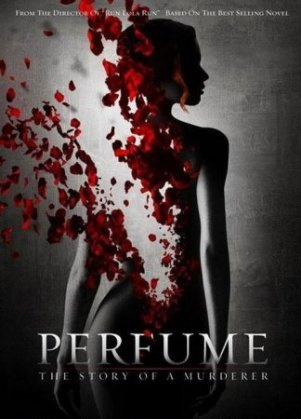 From The Director Of "Run Lola Run" Based On The Best Selling Novel
PERFUME
THE STORY OF A MURDERER